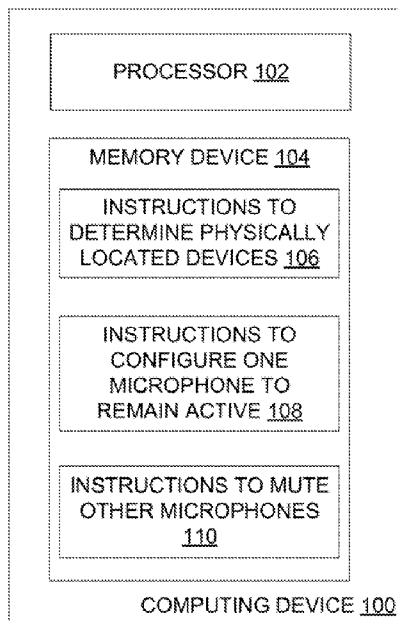 PROCESSOR 102
MEMORY DEVICE 104
INSTRUCTIONS TO
DETERMINE PHYSICALLY
LOCATED DEVICES 106
INSTRUCTIONS TO
CONFIGURE ONE
MICROPHONE TO
REMAIN ACTIVE 108
INSTRUCTIONS TO MUTE
OTHER MICROPHONES
110
COMPUTING DEVICE 100